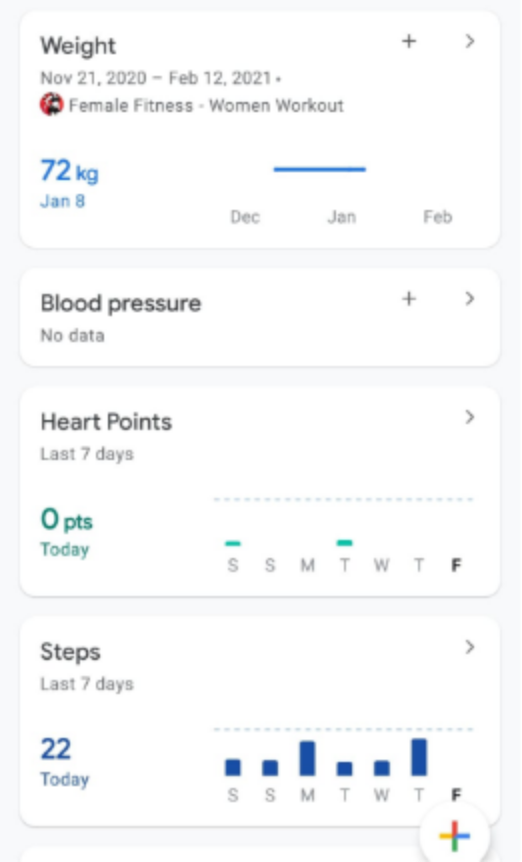 Weight
Nov 21, 2020 – Feb 12, 2021 •
Female Fitness - Women Workout
72 kg
Jan 8
Dec Jan Feb
Blood pressure
No data
Heart Points
Last 7 days
0 pts
Today
S S M T W T F
Steps
Last 7 days
22
Today
S S M T W T F